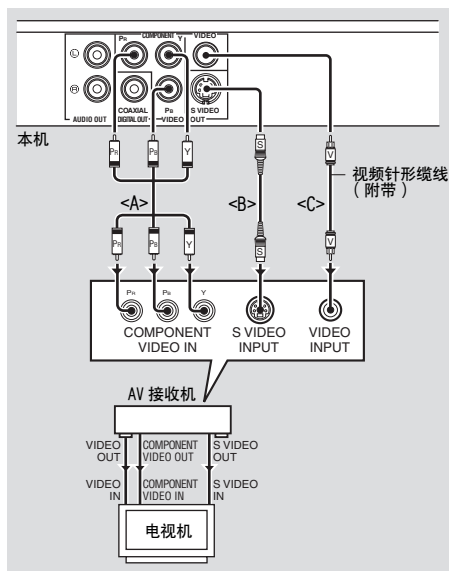 PR COMPONENT Y VIDEO
L
R
COAXIAL PB S VIDEO
AUDIO OUT DIGITAL OUT VIDEO OUT
本机
PR PB Y S V
视频针形缆线
（附带）
<A> <B> <C>
PR PB Y S V
PR PB Y
COMPONENT VIDEO IN
S VIDEO INPUT
VIDEO INPUT
AV 接收机
VIDEO OUT
COMPONENT VIDEO OUT
S VIDEO OUT
VIDEO IN
COMPONENT VIDEO IN
S VIDEO IN
电视机